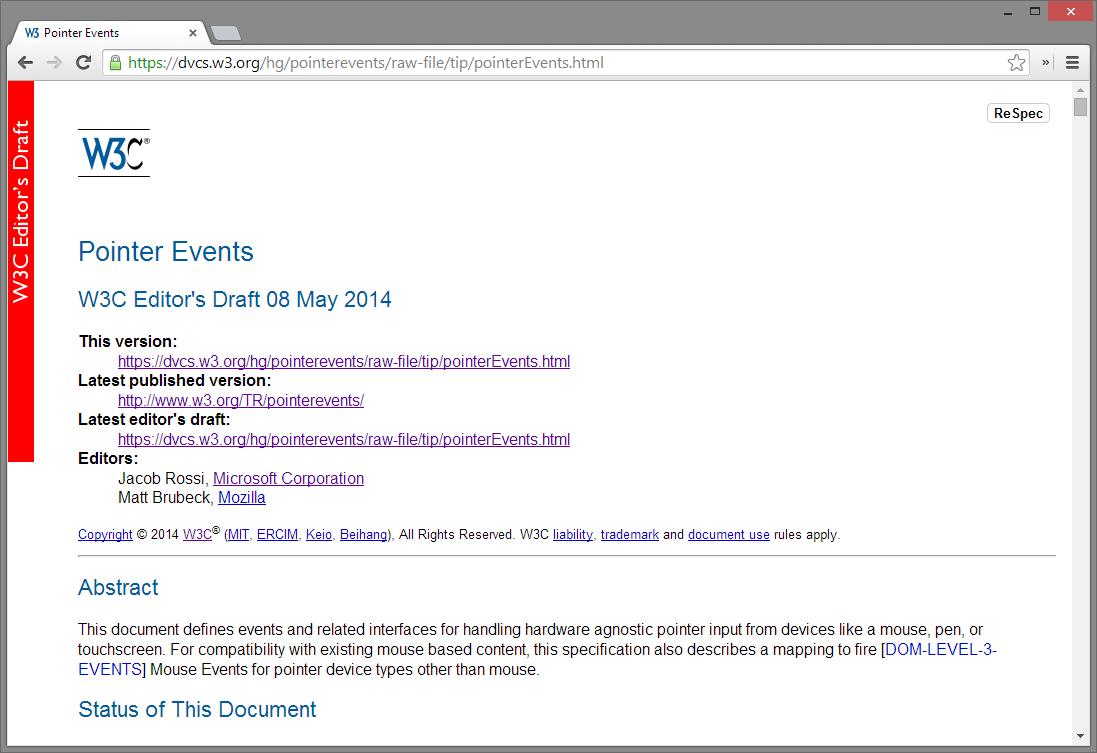 W3 Pointer Events
https://dvcs.w3.org/hg/pointerevents/raw-file/tip/pointerEvents.html
W3C Editor's Draft
ReSpec
W3C®
Pointer Events
W3C Editor's Draft 08 May 2014
This version:
https://dvcs.w3.org/hg/pointerevents/raw-file/tip/pointerEvents.html
Latest published version:
http://www.w3.org/TR/pointerevents/
Latest editor's draft:
https://dvcs.w3.org/hg/pointerevents/raw-file/tip/pointerEvents.html
Editors:
Jacob Rossi, Microsoft Corporation
Matt Brubeck, Mozilla
Copyright © 2014 W3C® (MIT, ERCIM, Keio, Beihang), All Rights Reserved. W3C liability, trademark and document use rules apply.
Abstract
This document defines events and related interfaces for handling hardware agnostic pointer input from devices like a mouse, pen, or
touchscreen. For compatibility with existing mouse based content, this specification also describes a mapping to fire [DOM-LEVEL-3-
EVENTS] Mouse Events for pointer device types other than mouse.
Status of This Document